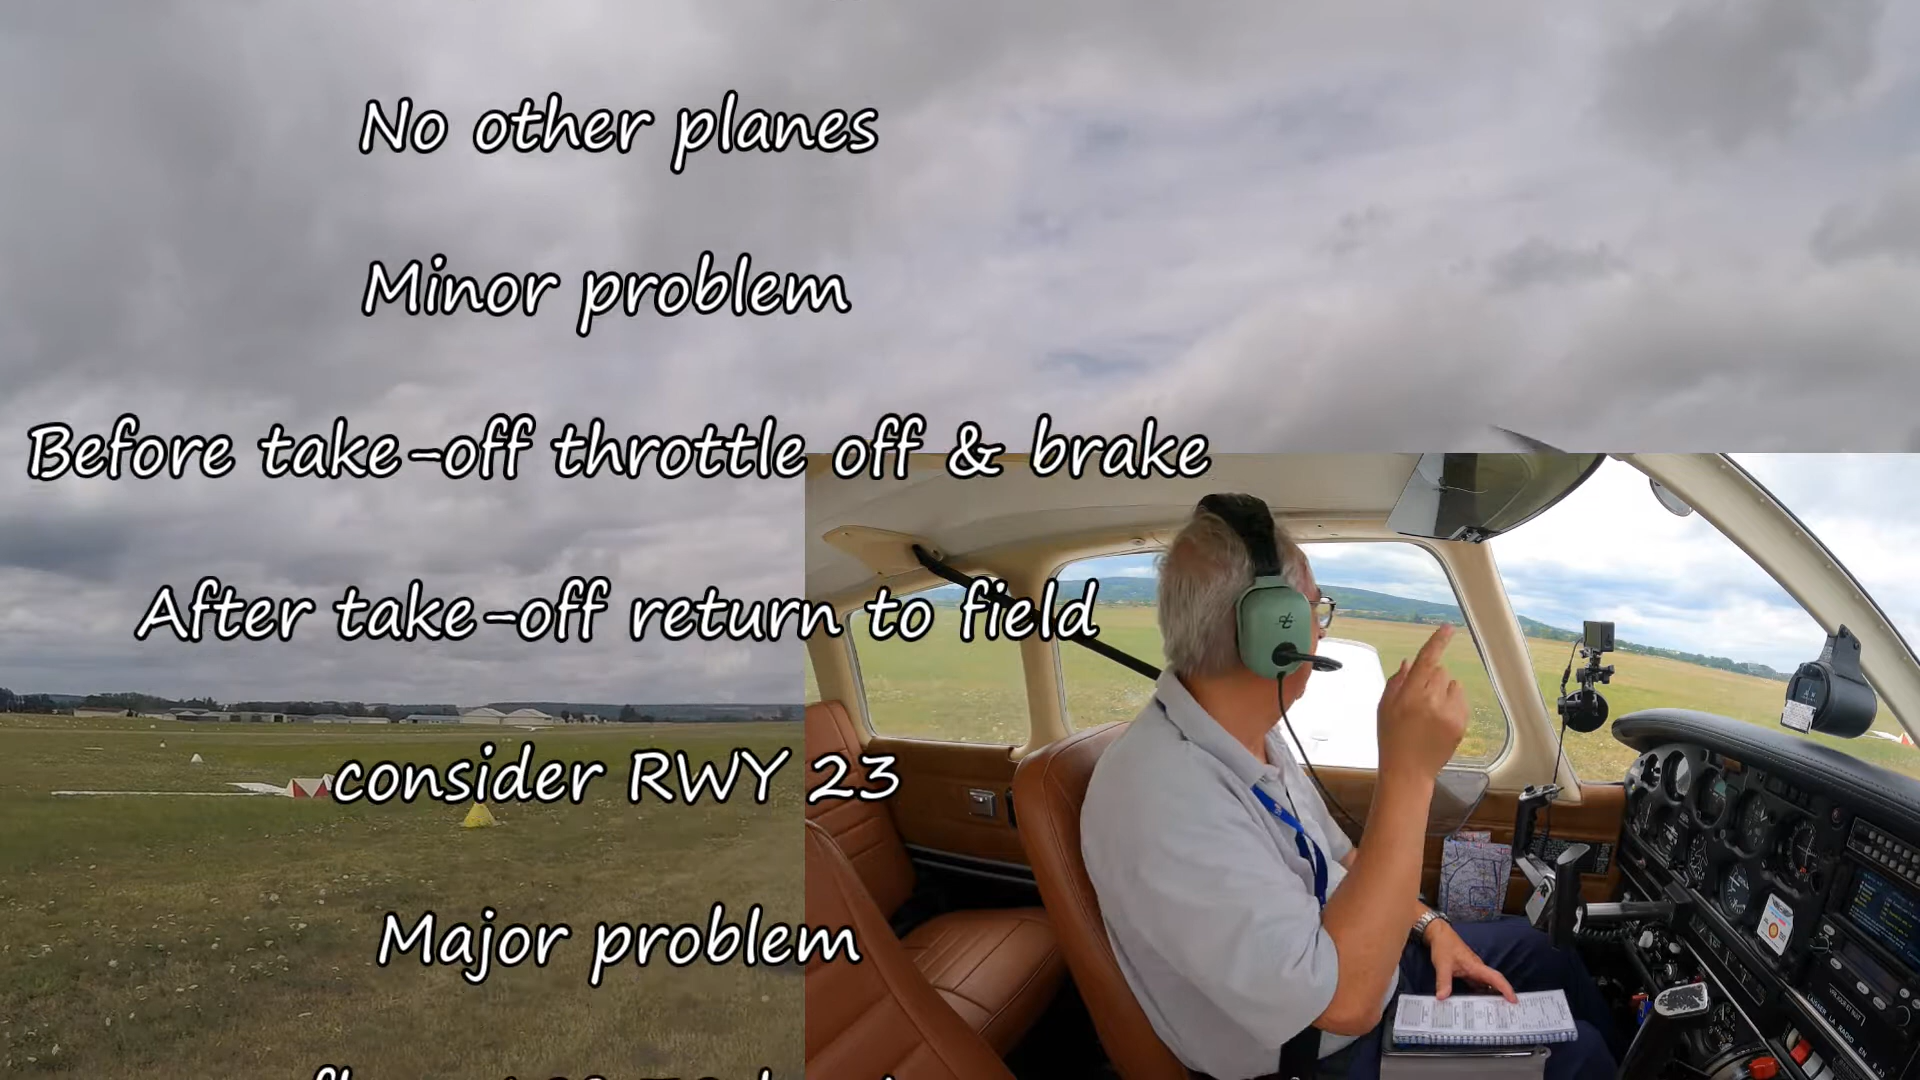 No other planes
Minor problem
Before take-off throttle off & brake
After take-off return to field
consider RWY 23
Major problem